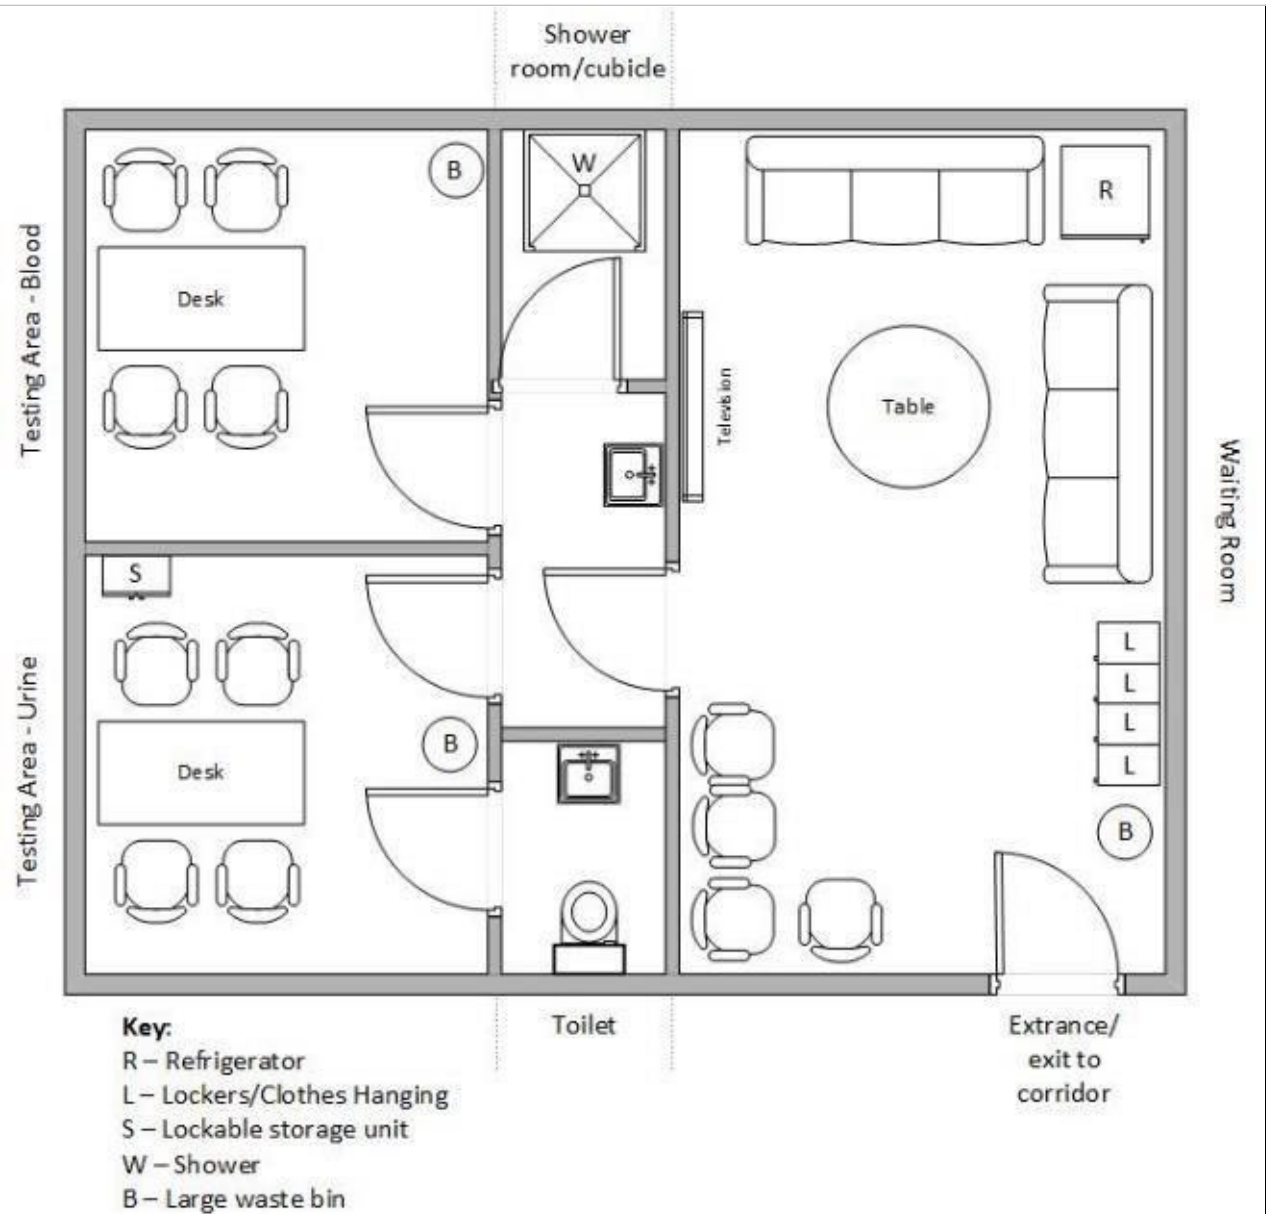 Shower
room/cubicle
W
B
R
Desk
Testing Area - Blood
Television
Table
Waiting Room
S
L
L
L
L
Testing Area - Urine
B
Desk
B
Toilet
Extrance/
exit to
corridor
Key:
R – Refrigerator
L – Lockers/Clothes Hanging
S – Lockable storage unit
W – Shower
B – Large waste bin